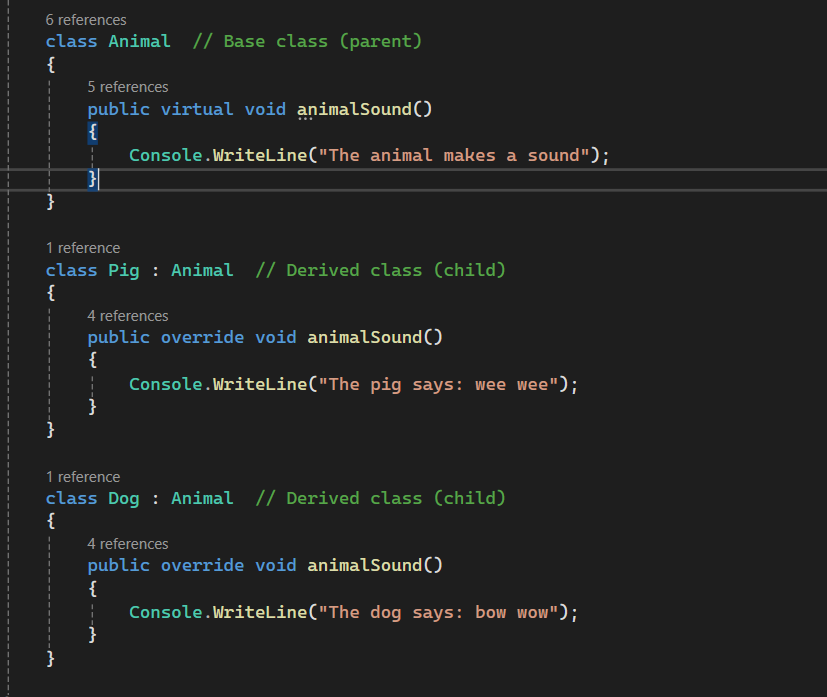 6 references
class Animal  // Base class (parent)
{
5 references
public virtual void animalSound()
{
Console.WriteLine("The animal makes a sound");
}
}
1 reference
class Pig : Animal  // Derived class (child)
{
4 references
public override void animalSound()
{
Console.WriteLine("The pig says: wee wee");
}
}
1 reference
class Dog : Animal  // Derived class (child)
{
4 references
public override void animalSound()
{
Console.WriteLine("The dog says: bow wow");
}
}